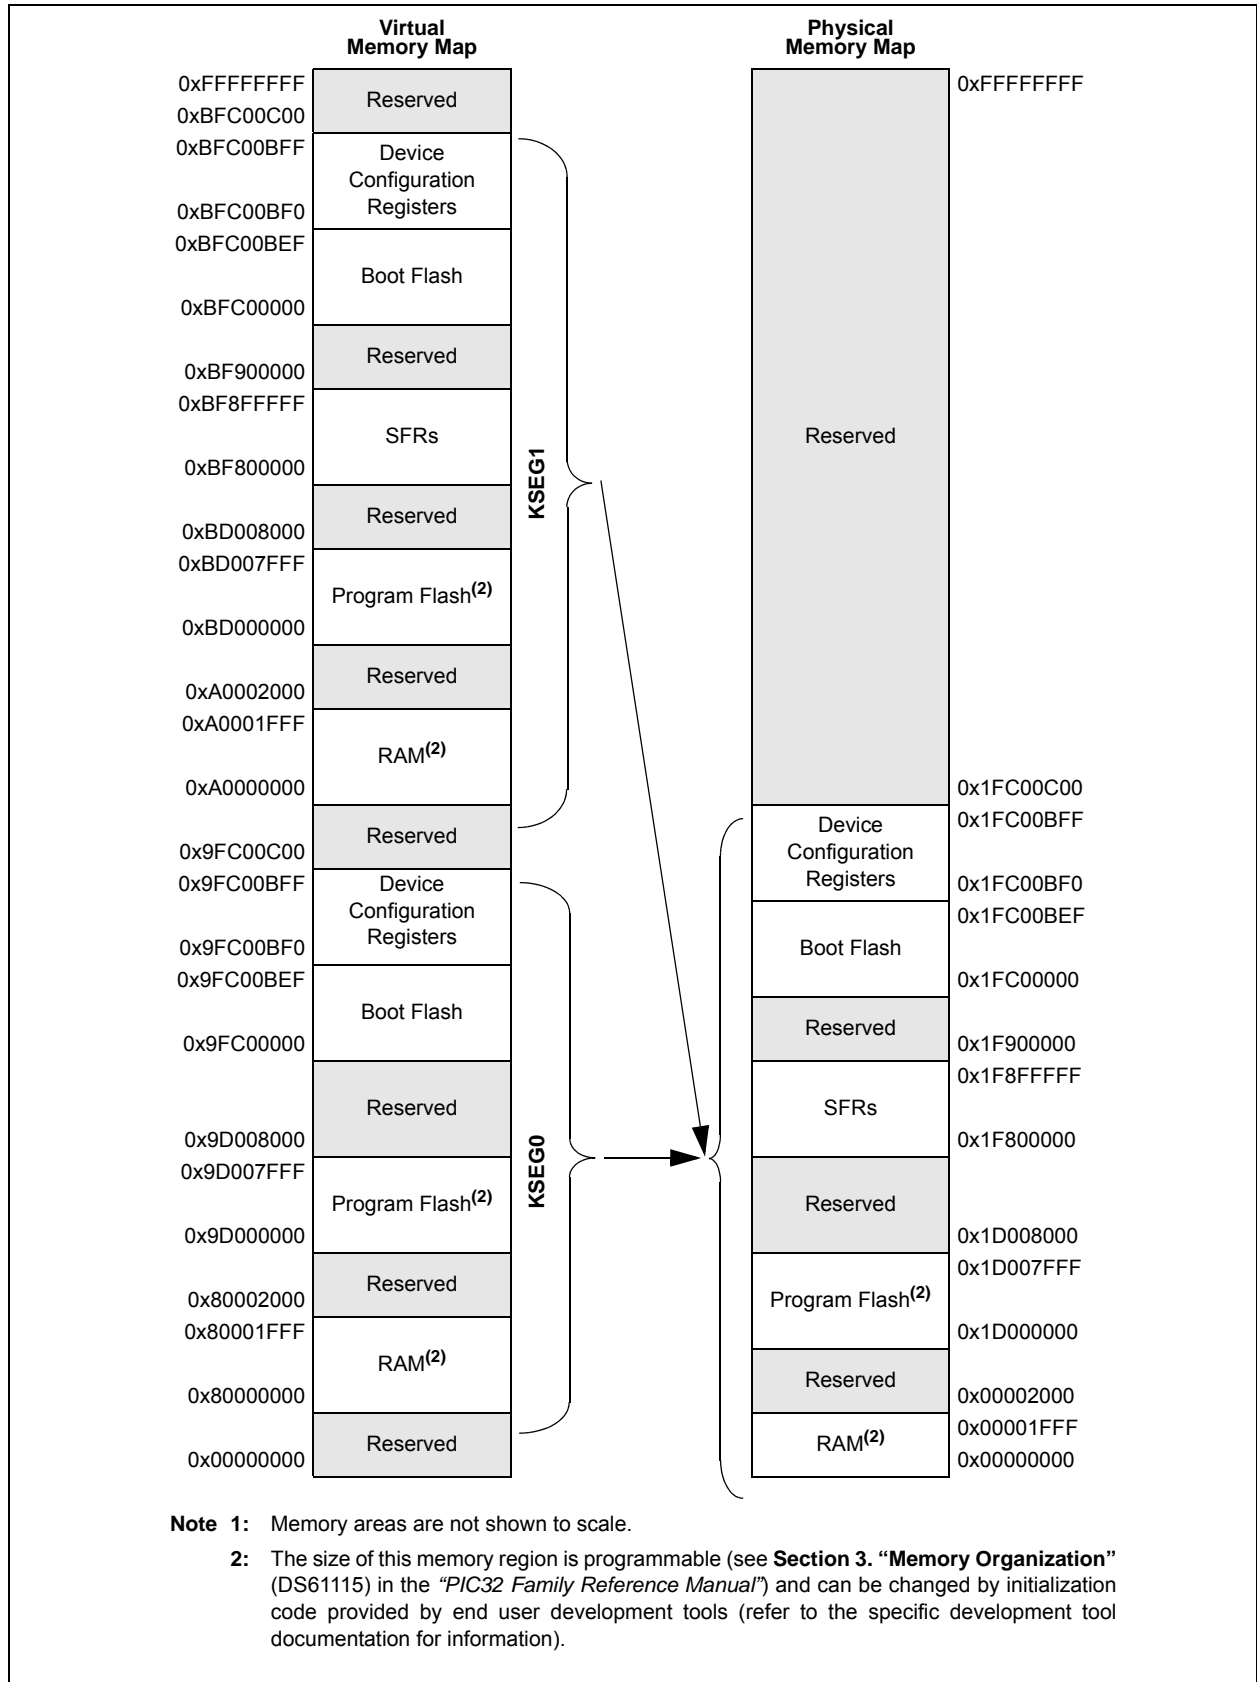 Virtual
Memory Map
Physical
Memory Map
0xFFFFFFFF
Reserved
0xBFC00C00
0xBFC00BFF
Device
Configuration
Registers
0xBFC00BF0
0xBFC00BEF
Boot Flash
0xBFC00000
Reserved
0xBF900000
0xBF8FFFFF
SFRs
0xBF800000
Reserved
0xBD008000
0xBD007FFF
Program Flash(2)
0xBD000000
Reserved
0xA0002000
0xA0001FFF
RAM(2)
0xA0000000
Reserved
0x9FC00C00
0x9FC00BFF
Device
Configuration
Registers
0x9FC00BF0
0x9FC00BEF
Boot Flash
0x9FC00000
Reserved
0x9D008000
0x9D007FFF
Program Flash(2)
0x9D000000
Reserved
0x80002000
0x80001FFF
RAM(2)
0x80000000
Reserved
0x00000000
KSEG1
KSEG0
0xFFFFFFFF
Reserved
0x1FC00C00
0x1FC00BFF
Device
Configuration
Registers
0x1FC00BF0
0x1FC00BEF
Boot Flash
0x1FC00000
Reserved
0x1F900000
0x1F8FFFFF
SFRs
0x1F800000
Reserved
0x1D008000
0x1D007FFF
Program Flash(2)
0x1D000000
Reserved
0x00002000
0x00001FFF
RAM(2)
0x00000000
Note 1: Memory areas are not shown to scale.
2: The size of this memory region is programmable (see Section 3. “Memory Organization”
(DS61115) in the “PIC32 Family Reference Manual”) and can be changed by initialization
code provided by end user development tools (refer to the specific development tool
documentation for information).